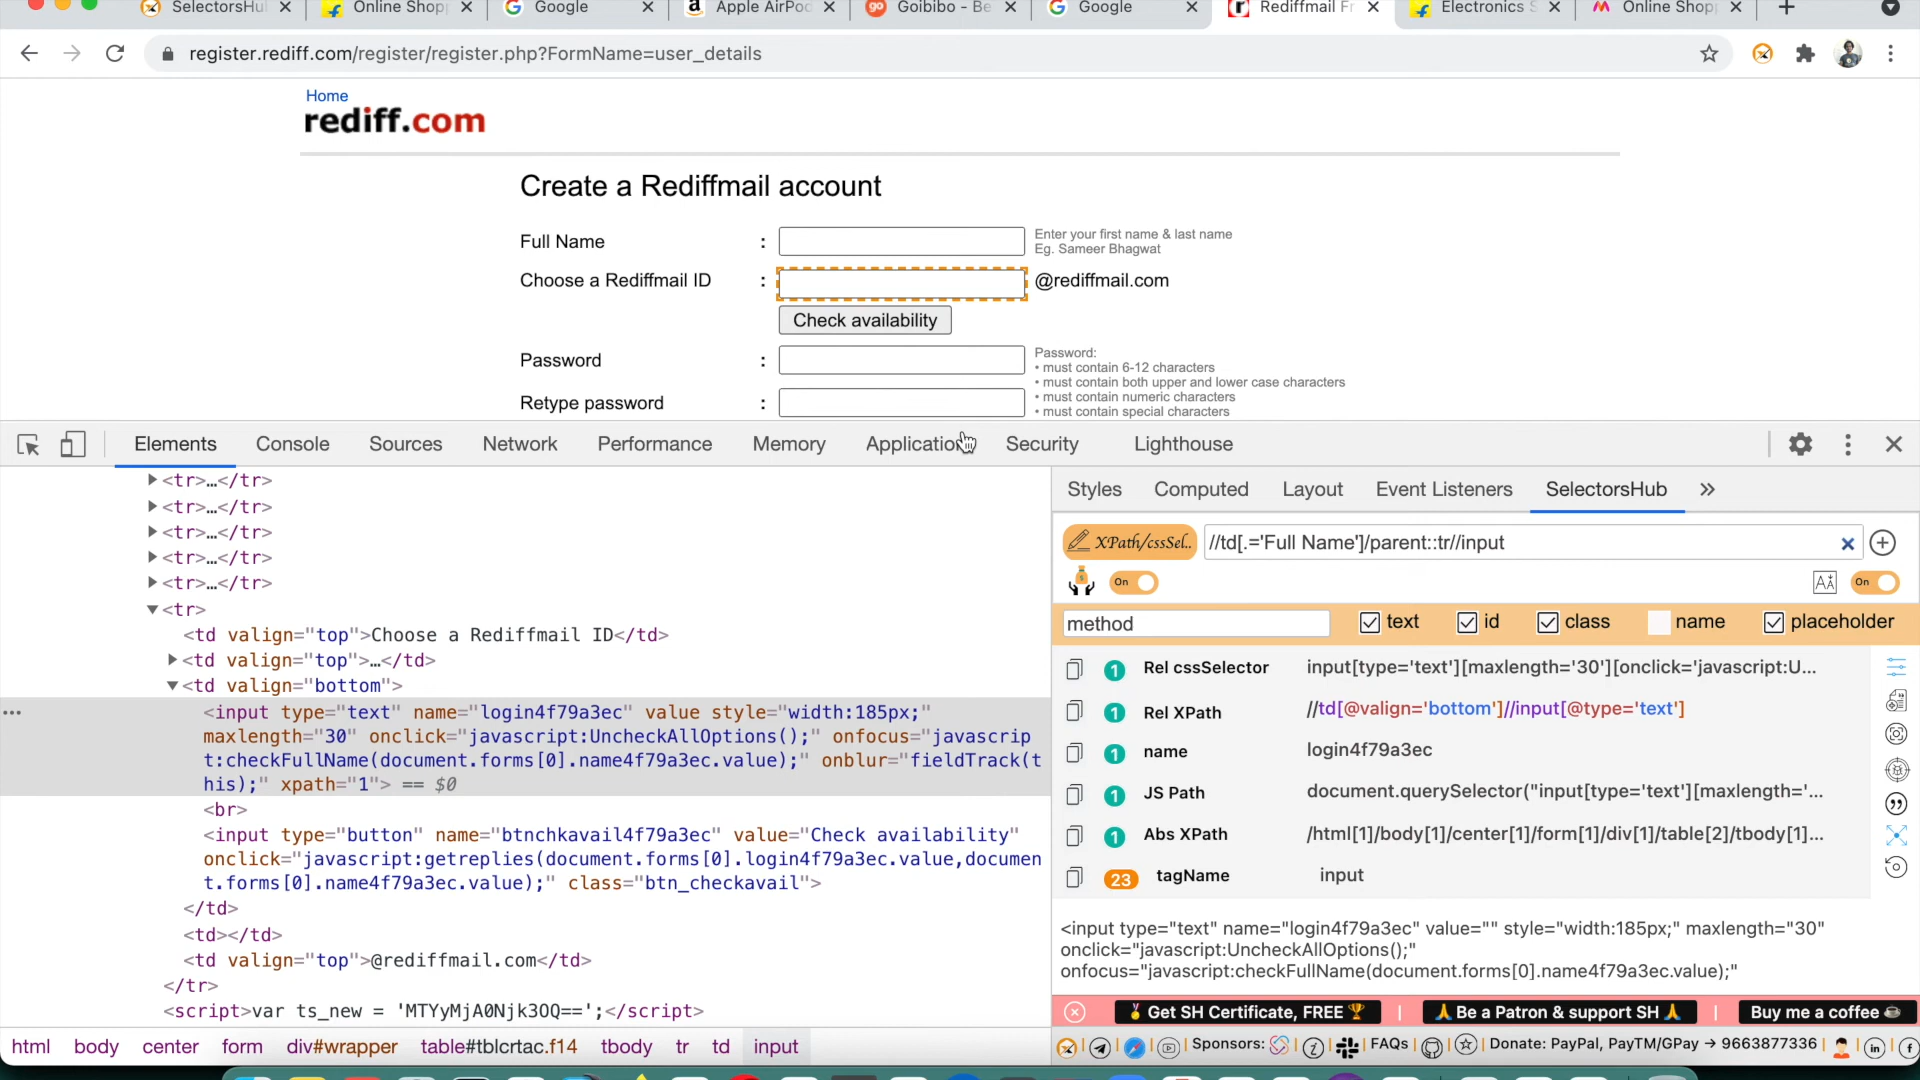 SelectorsHu
Online Shopp
Google
Apple AirPod
Goibibo - Be
Google
Rediffmail Fr
Electronics S
Online Shopp
register.rediff.com/register/register.php?FormName=user_details
Home
rediff.com
Create a Rediffmail account
Full Name :
Enter your first name & last name
Eg. Sameer Bhagwat
Choose a Rediffmail ID : @rediffmail.com
Check availability
Password :
Password:
• must contain 6-12 characters
• must contain both upper and lower case characters
• must contain numeric characters
• must contain special characters
Retype password :
Elements Console Sources Network Performance Memory Application Security Lighthouse
<tr>…</tr>
<tr>…</tr>
<tr>…</tr>
<tr>…</tr>
<tr>…</tr>
<tr>
<td valign="top">Choose a Rediffmail ID</td>
<td valign="top">…</td>
<td valign="bottom">
<input type="text" name="login4f79a3ec" value style="width:185px;"
maxlength="30" onclick="javascript:UncheckAllOptions();" onfocus="javascrip
t:checkFullName(document.forms[0].name4f79a3ec.value);" onblur="fieldTrack(t
his);" xpath="1"> == $0
<br>
<input type="button" name="btnchkavail4f79a3ec" value="Check availability"
onclick="javascript:getreplies(document.forms[0].login4f79a3ec.value,documen
t.forms[0].name4f79a3ec.value);" class="btn_checkavail">
</td>
<td></td>
<td valign="top">@rediffmail.com</td>
</tr>
<script>var ts_new = 'MTYyMjA0Njk3OQ==';</script>
html body center form div#wrapper table#tblcrtac.f14 tbody tr td input
Styles Computed Layout Event Listeners SelectorsHub »
XPath/cssSel.. //td[.='Full Name']/parent::tr//input
On On
method text id class name placeholder
1 Rel cssSelector input[type='text'][maxlength='30'][onclick='javascript:U...
1 Rel XPath //td[@valign='bottom']//input[@type='text']
1 name login4f79a3ec
1 JS Path document.querySelector("input[type='text'][maxlength='...
1 Abs XPath /html[1]/body[1]/center[1]/form[1]/div[1]/table[2]/tbody[1]...
23 tagName input
<input type="text" name="login4f79a3ec" value="" style="width:185px;" maxlength="30"
onclick="javascript:UncheckAllOptions();"
onfocus="javascript:checkFullName(document.forms[0].name4f79a3ec.value);"
Get SH Certificate, FREE | Be a Patron & support SH | Buy me a coffee
Sponsors: FAQs | Donate: PayPal, PayTM/GPay → 9663877336